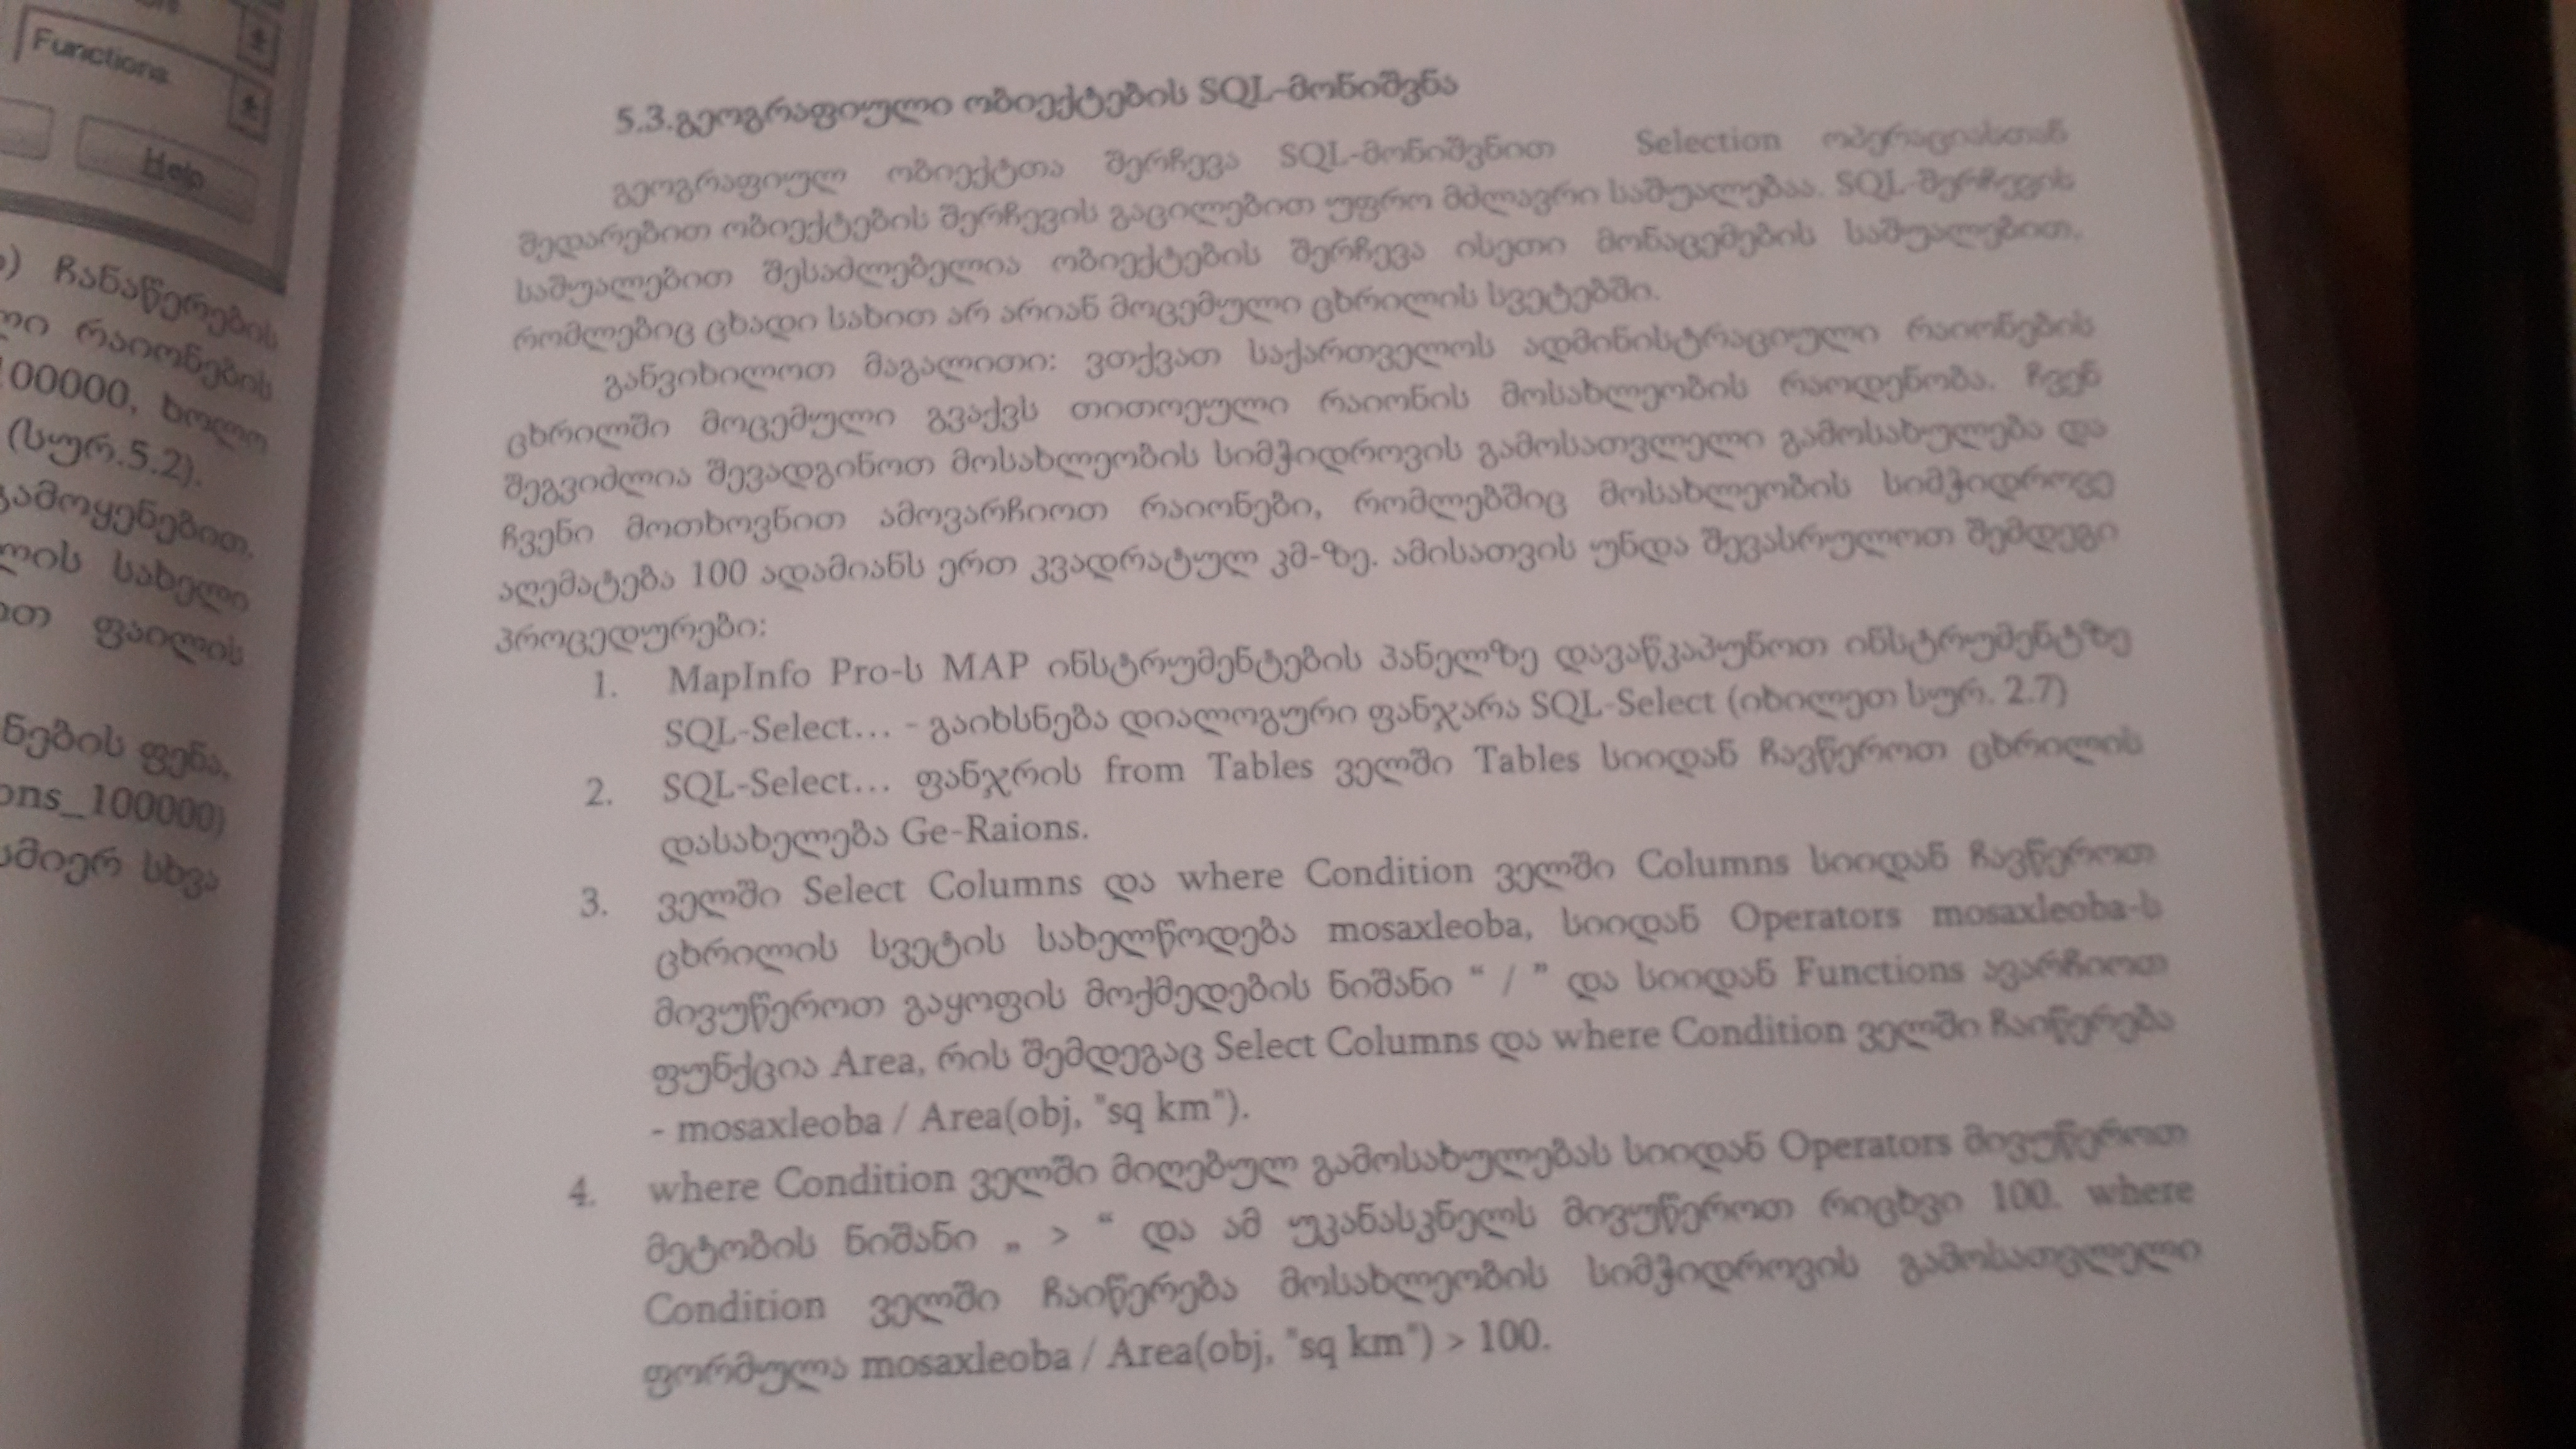 Functions
Help
) ჩანაწერების
რაიონების
00000, ხოლო
(სურ.5.2).
გამოყენებით,
ლის სახელი
ფაილის
ნების ფენა,
ons_100000)
ამიერ სხვა
5.3.გეოგრაფიული ობიექტების SQL-მონიშვნა
გეოგრაფიულ ობიექტთა შერჩევა SQL-მონიშვნით Selection ოპერაციასთან
შედარებით ობიექტების შერჩევის გაცილებით უფრო მძლავრი საშუალებაა. SQL-შერჩევის
საშუალებით შესაძლებელია ობიექტების შერჩევა ისეთი მონაცემების საშუალებით,
რომლებიც ცხადი სახით არ არიან მოცემული ცხრილის სვეტებში.
განვიხილოთ მაგალითი: ვთქვათ საქართველოს ადმინისტრაციული რაიონების
ცხრილში მოცემული გვაქვს თითოეული რაიონის მოსახლეობის რაოდენობა. ჩვენ
შეგვიძლია შევადგინოთ მოსახლეობის სიმჭიდროვის გამოსათვლელი გამოსახულება და
ჩვენი მოთხოვნით ამოვარჩიოთ რაიონები, რომლებშიც მოსახლეობის სიმჭიდროვე
აღემატება 100 ადამიანს ერთ კვადრატულ კმ-ზე. ამისათვის უნდა შევასრულოთ შემდეგი
პროცედურები:
1. MapInfo Pro-ს MAP ინსტრუმენტების პანელზე დავაწკაპუნოთ ინსტრუმენტზე
SQL-Select... - გაიხსნება დიალოგური ფანჯარა SQL-Select (იხილეთ სურ. 2.7)
2. SQL-Select... ფანჯრის from Tables ველში Tables სიიდან ჩავწეროთ ცხრილის
დასახელება Ge-Raions.
3. ველში Select Columns და where Condition ველში Columns სიიდან ჩავწეროთ
ცხრილის სვეტის სახელწოდება mosaxleoba, სიიდან Operators mosaxleoba-ს
მივუწეროთ გაყოფის მოქმედების ნიშანი “ / ” და სიიდან Functions ავარჩიოთ
ფუნქცია Area, რის შემდეგაც Select Columns და where Condition ველში ჩაიწერება
- mosaxleoba / Area(obj, "sq km").
4. where Condition ველში მიღებულ გამოსახულებას სიიდან Operators მივუწეროთ
მეტობის ნიშანი „ > “ და ამ უკანასკნელს მივუწეროთ რიცხვი 100. where
Condition ველში ჩაიწერება მოსახლეობის სიმჭიდროვის გამოსათვლელი
ფორმულა mosaxleoba / Area(obj, "sq km") > 100.